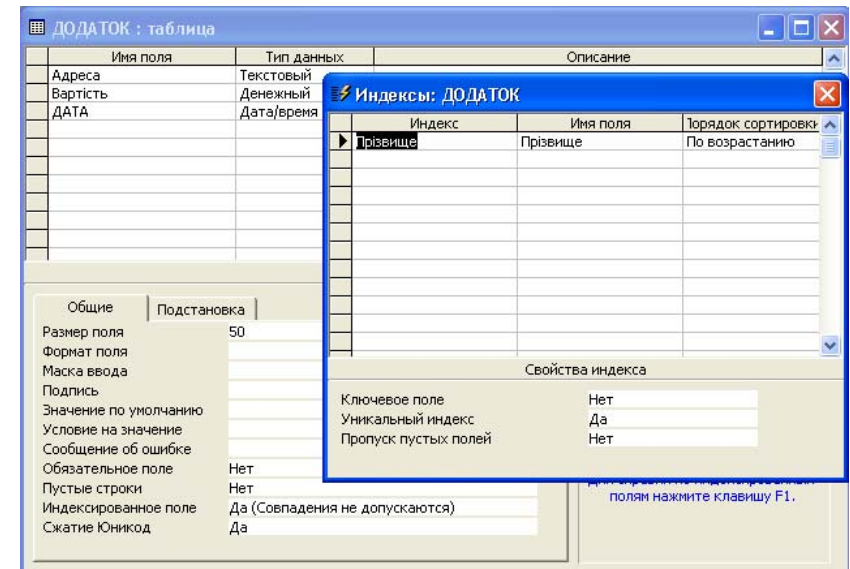 ДОДАТОК : таблица
Имя поля Тип данных Описание
Адреса Текстовый
Вартість Денежный
ДАТА Дата/время
Индексы: ДОДАТОК
Индекс Имя поля Порядок сортировки
Прізвище Прізвище По возрастанию
Свойства индекса
Ключевое поле Нет
Уникальный индекс Да
Пропуск пустых полей Нет
Общие Подстановка
Размер поля 50
Формат поля
Маска ввода
Подпись
Значение по умолчанию
Условие на значение
Сообщение об ошибке
Обязательное поле Нет
Пустые строки Нет
Индексированное поле Да (Совпадения не допускаются)
Сжатие Юникод Да
полям нажмите клавишу F1.